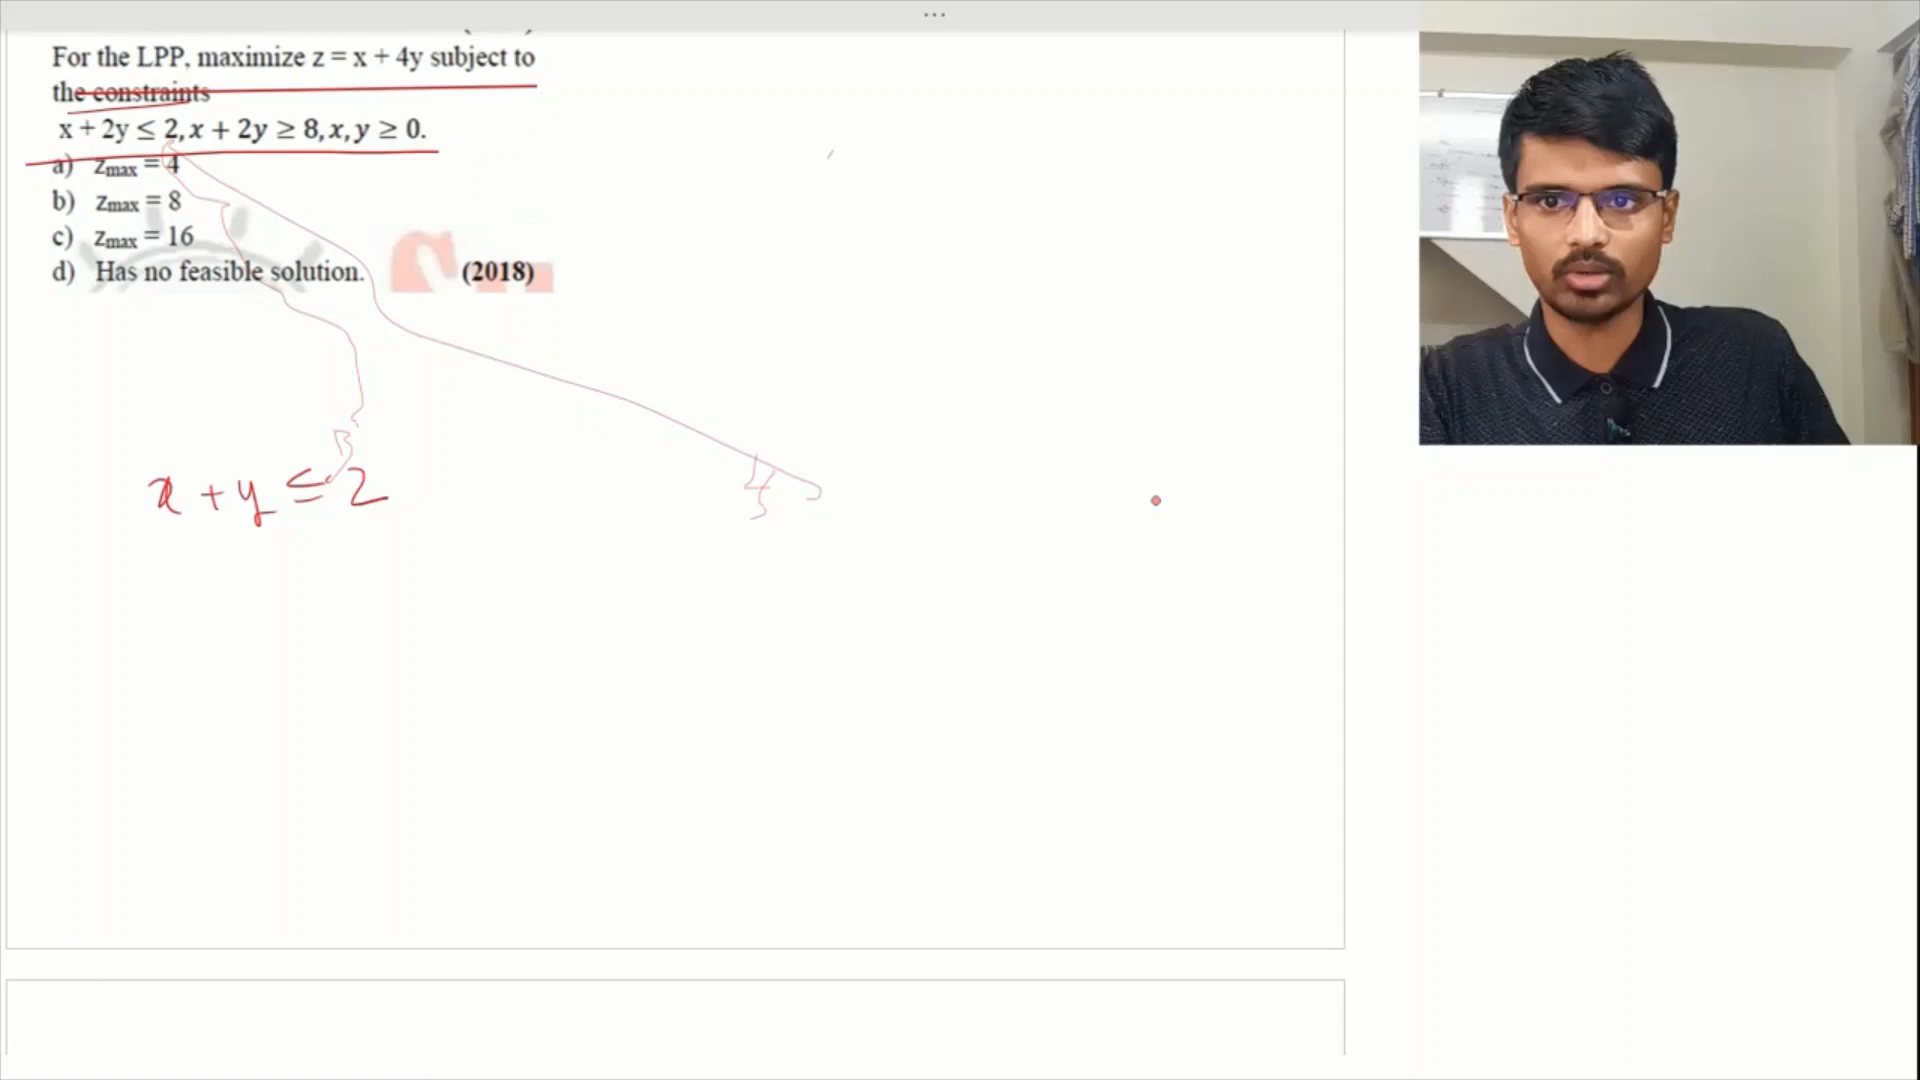 ...
For the LPP, maximize z = x + 4y subject to
the constraints
x + 2y ≤ 2, x + 2y ≥ 8, x, y ≥ 0.
a) zmax = 4
b) zmax = 8
c) zmax = 16
d) Has no feasible solution. (2018)
x + y ≤ 2